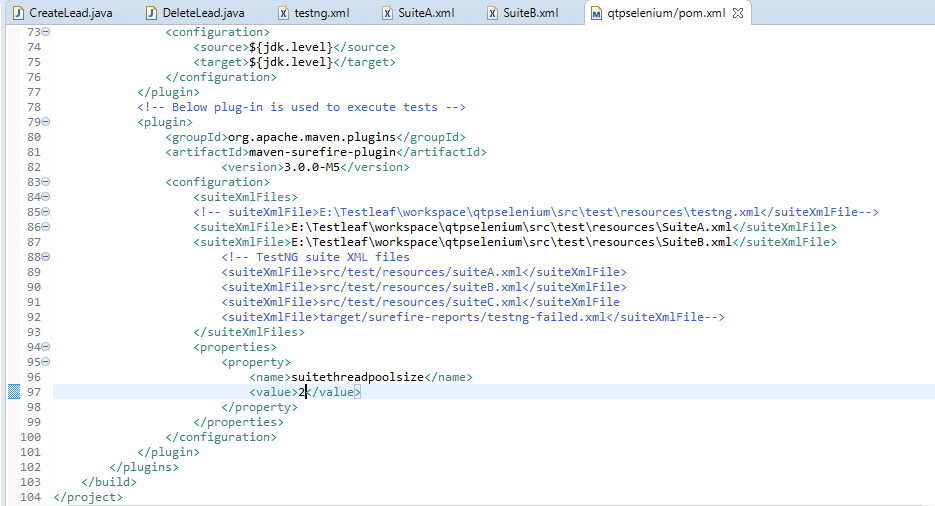 CreateLead.java DeleteLead.java testng.xml SuiteA.xml SuiteB.xml qtpselenium/pom.xml
73 <configuration>
74 <source>${jdk.level}</source>
75 <target>${jdk.level}</target>
76 </configuration>
77 </plugin>
78 <!-- Below plug-in is used to execute tests -->
79 <plugin>
80 <groupId>org.apache.maven.plugins</groupId>
81 <artifactId>maven-surefire-plugin</artifactId>
82 <version>3.0.0-M5</version>
83 <configuration>
84 <suiteXmlFiles>
85 <!-- suiteXmlFile>E:\Testleaf\workspace\qtpselenium\src\test\resources\testng.xml</suiteXmlFile-->
86 <suiteXmlFile>E:\Testleaf\workspace\qtpselenium\src\test\resources\SuiteA.xml</suiteXmlFile>
87 <suiteXmlFile>E:\Testleaf\workspace\qtpselenium\src\test\resources\SuiteB.xml</suiteXmlFile>
88 <!-- TestNG suite XML files
89 <suiteXmlFile>src/test/resources/suiteA.xml</suiteXmlFile>
90 <suiteXmlFile>src/test/resources/suiteB.xml</suiteXmlFile>
91 <suiteXmlFile>src/test/resources/suiteC.xml</suiteXmlFile
92 <suiteXmlFile>target/surefire-reports/testng-failed.xml</suiteXmlFile-->
93 </suiteXmlFiles>
94 <properties>
95 <property>
96 <name>suitethreadpoolsize</name>
97 <value>2</value>
98 </property>
99 </properties>
100 </configuration>
101 </plugin>
102 </plugins>
103 </build>
104 </project>